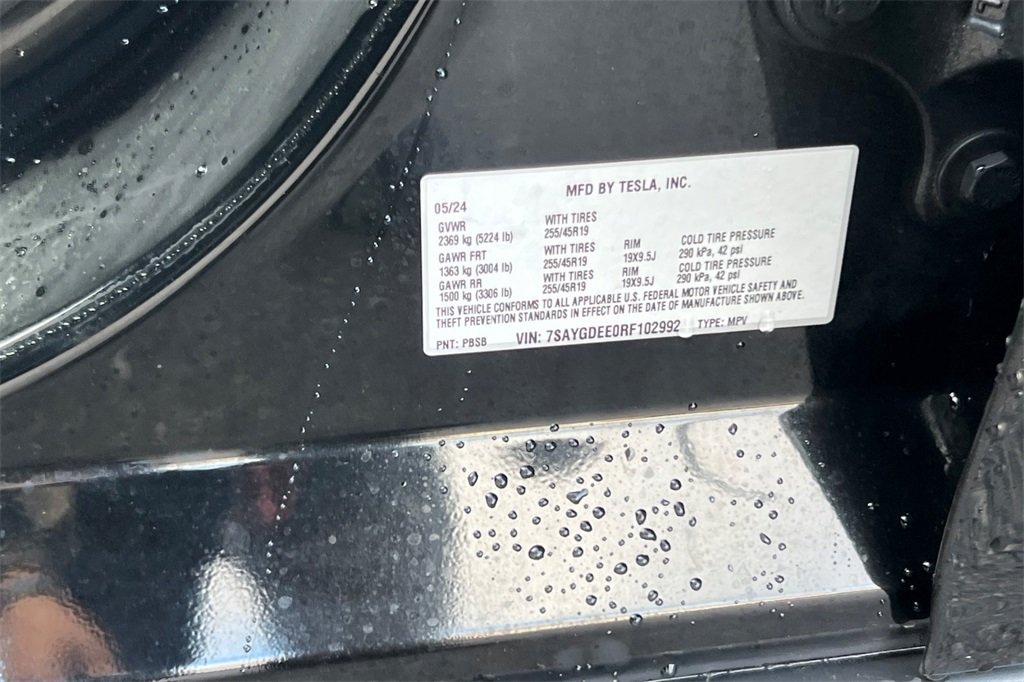 MFD BY TESLA, INC.
05/24
GVWR WITH TIRES
2369 kg (5224 lb) 255/45R19
GAWR FRT WITH TIRES RIM COLD TIRE PRESSURE
1363 kg (3004 lb) 255/45R19 19X9.5J 290 kPa, 42 psi
GAWR RR WITH TIRES RIM COLD TIRE PRESSURE
1500 kg (3306 lb) 255/45R19 19X9.5J 290 kPa, 42 psi
THIS VEHICLE CONFORMS TO ALL APPLICABLE U.S. FEDERAL MOTOR VEHICLE SAFETY AND
THEFT PREVENTION STANDARDS IN EFFECT ON THE DATE OF MANUFACTURE SHOWN ABOVE.
PNT: PBSB VIN: 7SAYGDEE0RF102992 TYPE: MPV